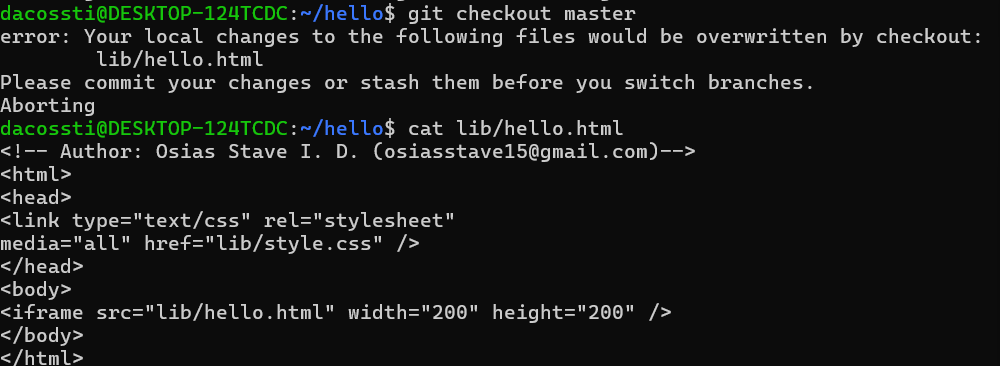 dacossti@DESKTOP-124TCDC:~/hello$ git checkout master
error: Your local changes to the following files would be overwritten by checkout:
        lib/hello.html
Please commit your changes or stash them before you switch branches.
Aborting
dacossti@DESKTOP-124TCDC:~/hello$ cat lib/hello.html
<!-- Author: Osias Stave I. D. (osiasstave15@gmail.com)-->
<html>
<head>
<link type="text/css" rel="stylesheet"
media="all" href="lib/style.css" />
</head>
<body>
<iframe src="lib/hello.html" width="200" height="200" />
</body>
</html>